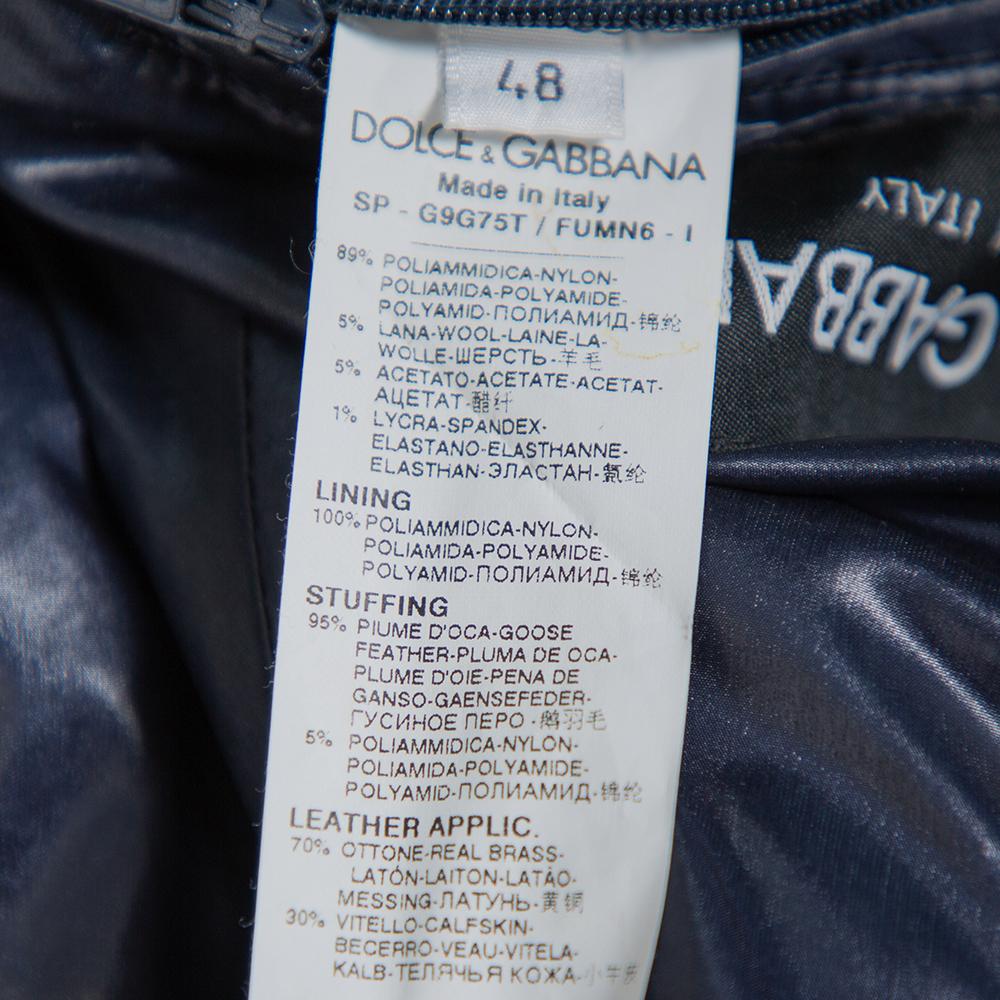 48
DOLCE & GABBANA
Made in Italy
SP - G9G75T / FUMN6 - I
89% POLIAMMIDICA-NYLON-
POLIAMIDA-POLYAMIDE-
POLYAMID-ПОЛИАМИД-锦纶
5% LANA-WOOL-LAINE-LA-
WOLLE-ШЕРСТЬ-羊毛
5% ACETATO-ACETATE-ACETAT-
АЦЕТАТ-醋纤
1% LYCRA-SPANDEX-
ELASTANO-ELASTHANNE-
ELASTHAN-ЭЛАСТАН-氨纶
LINING
100% POLIAMMIDICA-NYLON-
POLIAMIDA-POLYAMIDE-
POLYAMID-ПОЛИАМИД-锦纶
STUFFING
95% PIUME D'OCA-GOOSE
FEATHER-PLUMA DE OCA-
PLUME D'OIE-PENA DE
GANSO-GAENSEFEDER-
ГУСИНОЕ ПЕРО -鹅羽毛
5% POLIAMMIDICA-NYLON-
POLIAMIDA-POLYAMIDE-
POLYAMID-ПОЛИАМИД-锦纶
LEATHER APPLIC.
70% OTTONE-REAL BRASS-
LATÓN-LAITON-LATÃO-
MESSING-ЛАТУНЬ-黄铜
30% VITELLO-CALFSKIN-
BECERRO-VEAU-VITELA-
KALB-ТЕЛЯЧЬЯ КОЖА-小牛皮
ITALY
GABBA